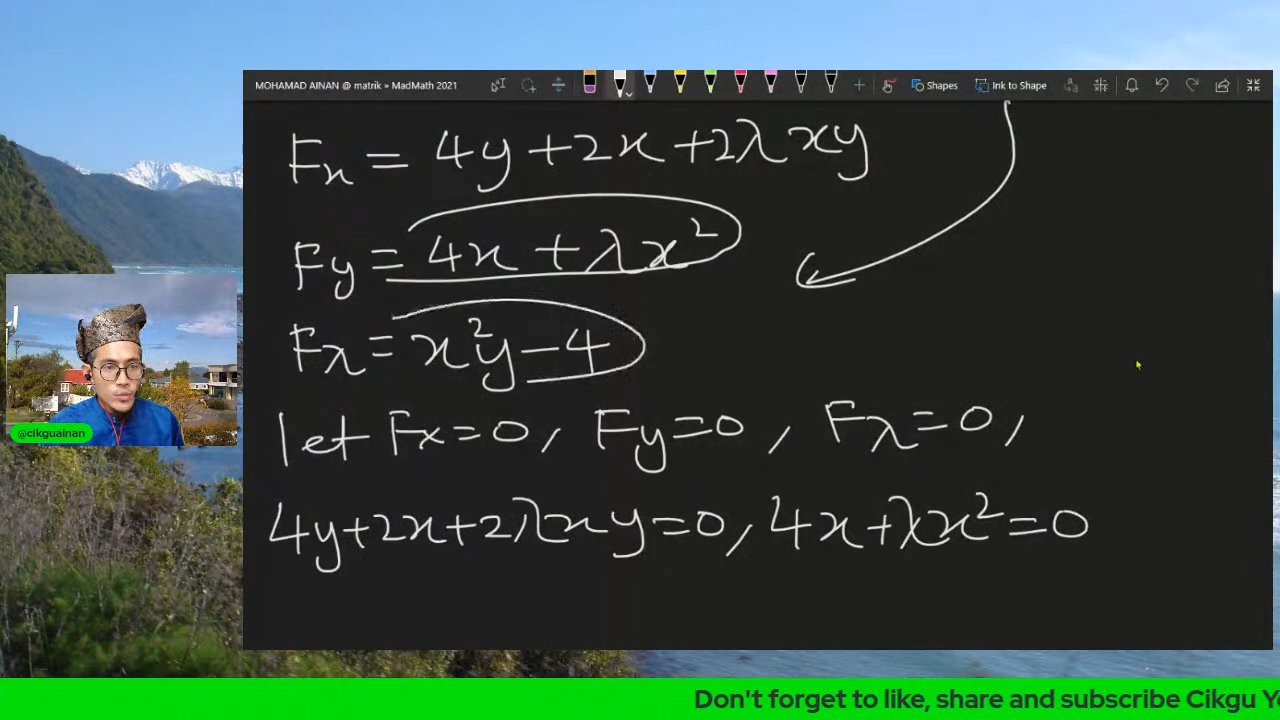 MOHAMAD AINAN @ matrik » MadMath 2021
Shapes
Ink to Shape
Fx = 4y + 2x + 2λxy
Fy = 4x + λx²
Fλ = x²y - 4
let Fx = 0, Fy = 0, Fλ = 0,
4y + 2x + 2λxy = 0, 4x + λx² = 0
@cikguainan
Don't forget to like, share and subscribe Cikgu